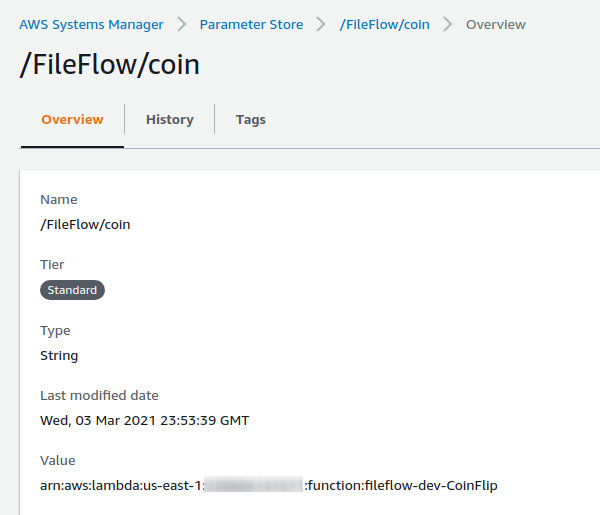 AWS Systems Manager > Parameter Store > /FileFlow/coin > Overview
/FileFlow/coin
Overview History Tags
Name
/FileFlow/coin
Tier
Standard
Type
String
Last modified date
Wed, 03 Mar 2021 23:53:39 GMT
Value
arn:aws:lambda:us-east-1: :function:fileflow-dev-CoinFlip